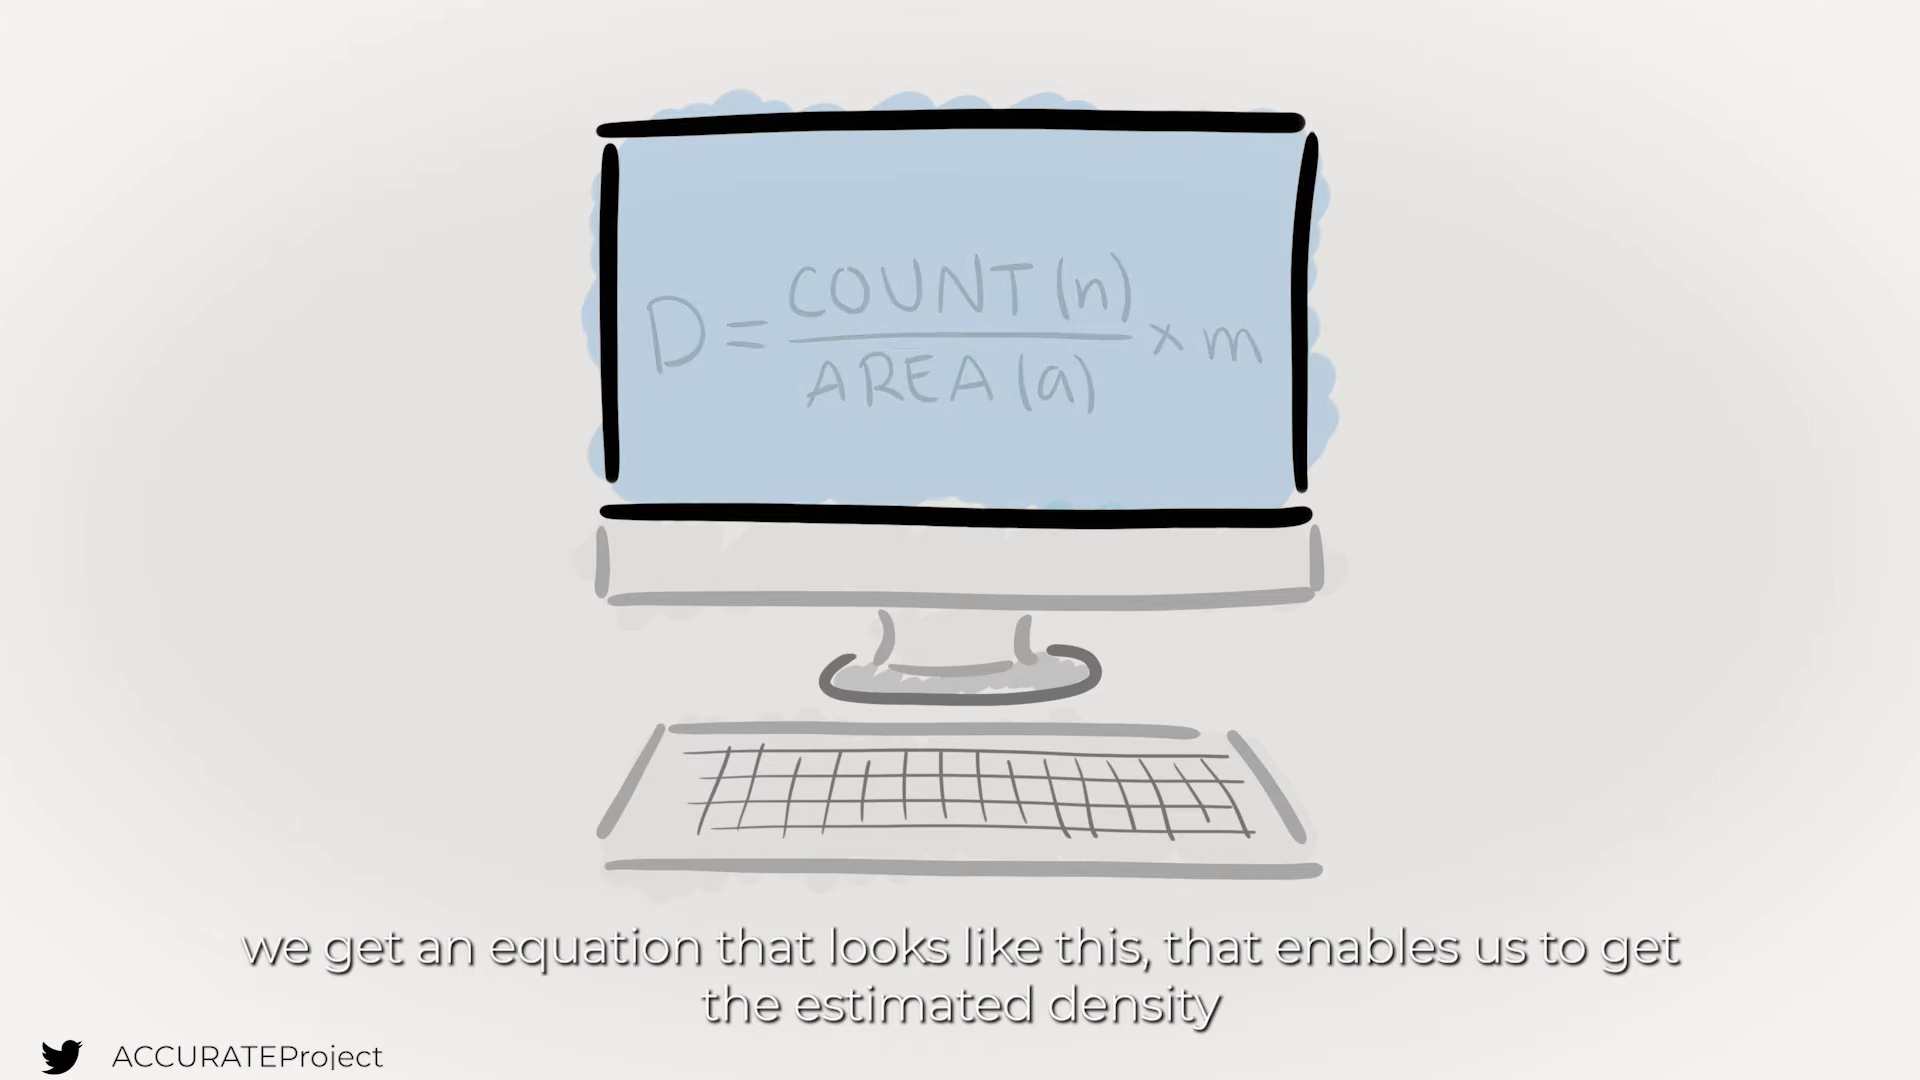 D = COUNT (n) / AREA (a) × m
we get an equation that looks like this, that enables us to get
the estimated density
ACCURATEProject